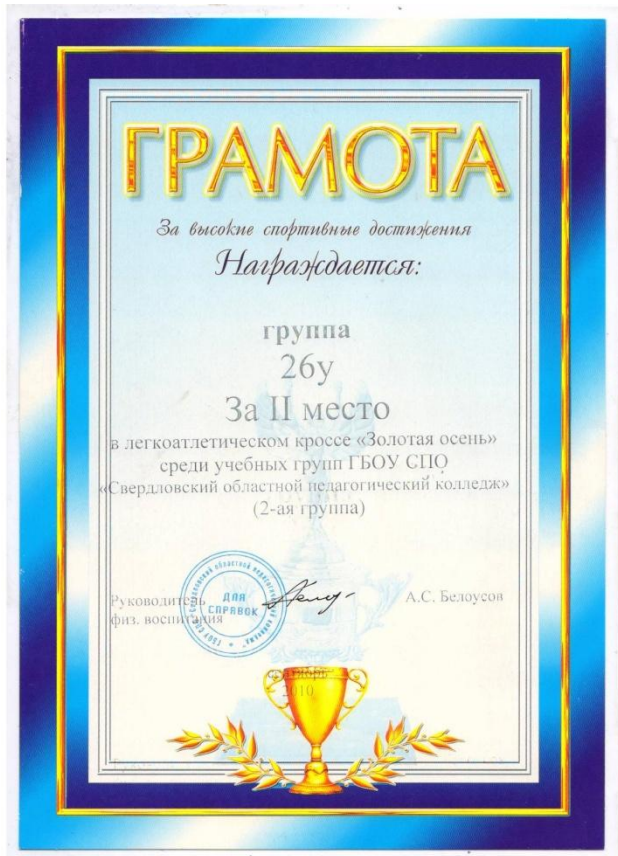 ГРАМОТА
За высокие спортивные достижения
Награждается:
группа
26у
За II место
в легкоатлетическом кроссе «Золотая осень»
среди учебных групп ГБОУ СПО
«Свердловский областной педагогический колледж»
(2-ая группа)
Руководитель
физ. воспитания
ДЛЯ
СПРАВОК
А.С. Белоусов
2010